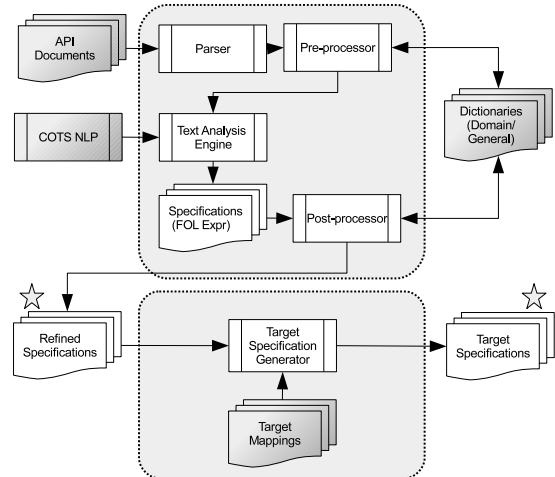 API
Documents
Parser
Pre-processor
Dictionaries
(Domain/
General)
COTS NLP
Text Analysis
Engine
Specifications
(FOL Expr)
Post-processor
Refined
Specifications
Target
Specification
Generator
Target
Specifications
Target
Mappings